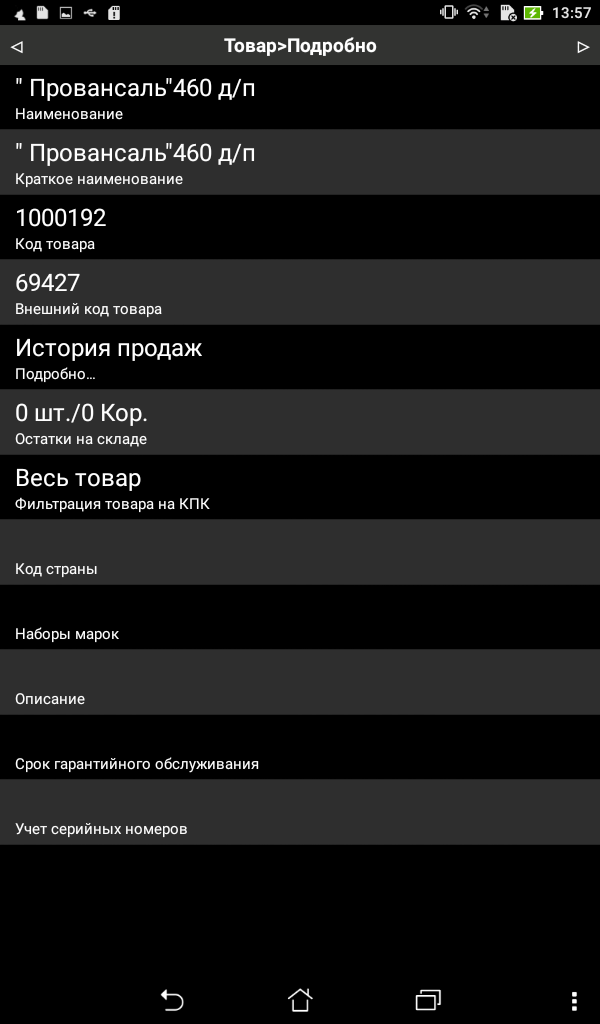 13:57
Товар>Подробно
" Провансаль"460 д/п
Наименование
" Провансаль"460 д/п
Краткое наименование
1000192
Код товара
69427
Внешний код товара
История продаж
Подробно...
0 шт./0 Кор.
Остатки на складе
Весь товар
Фильтрация товара на КПК
Код страны
Наборы марок
Описание
Срок гарантийного обслуживания
Учет серийных номеров